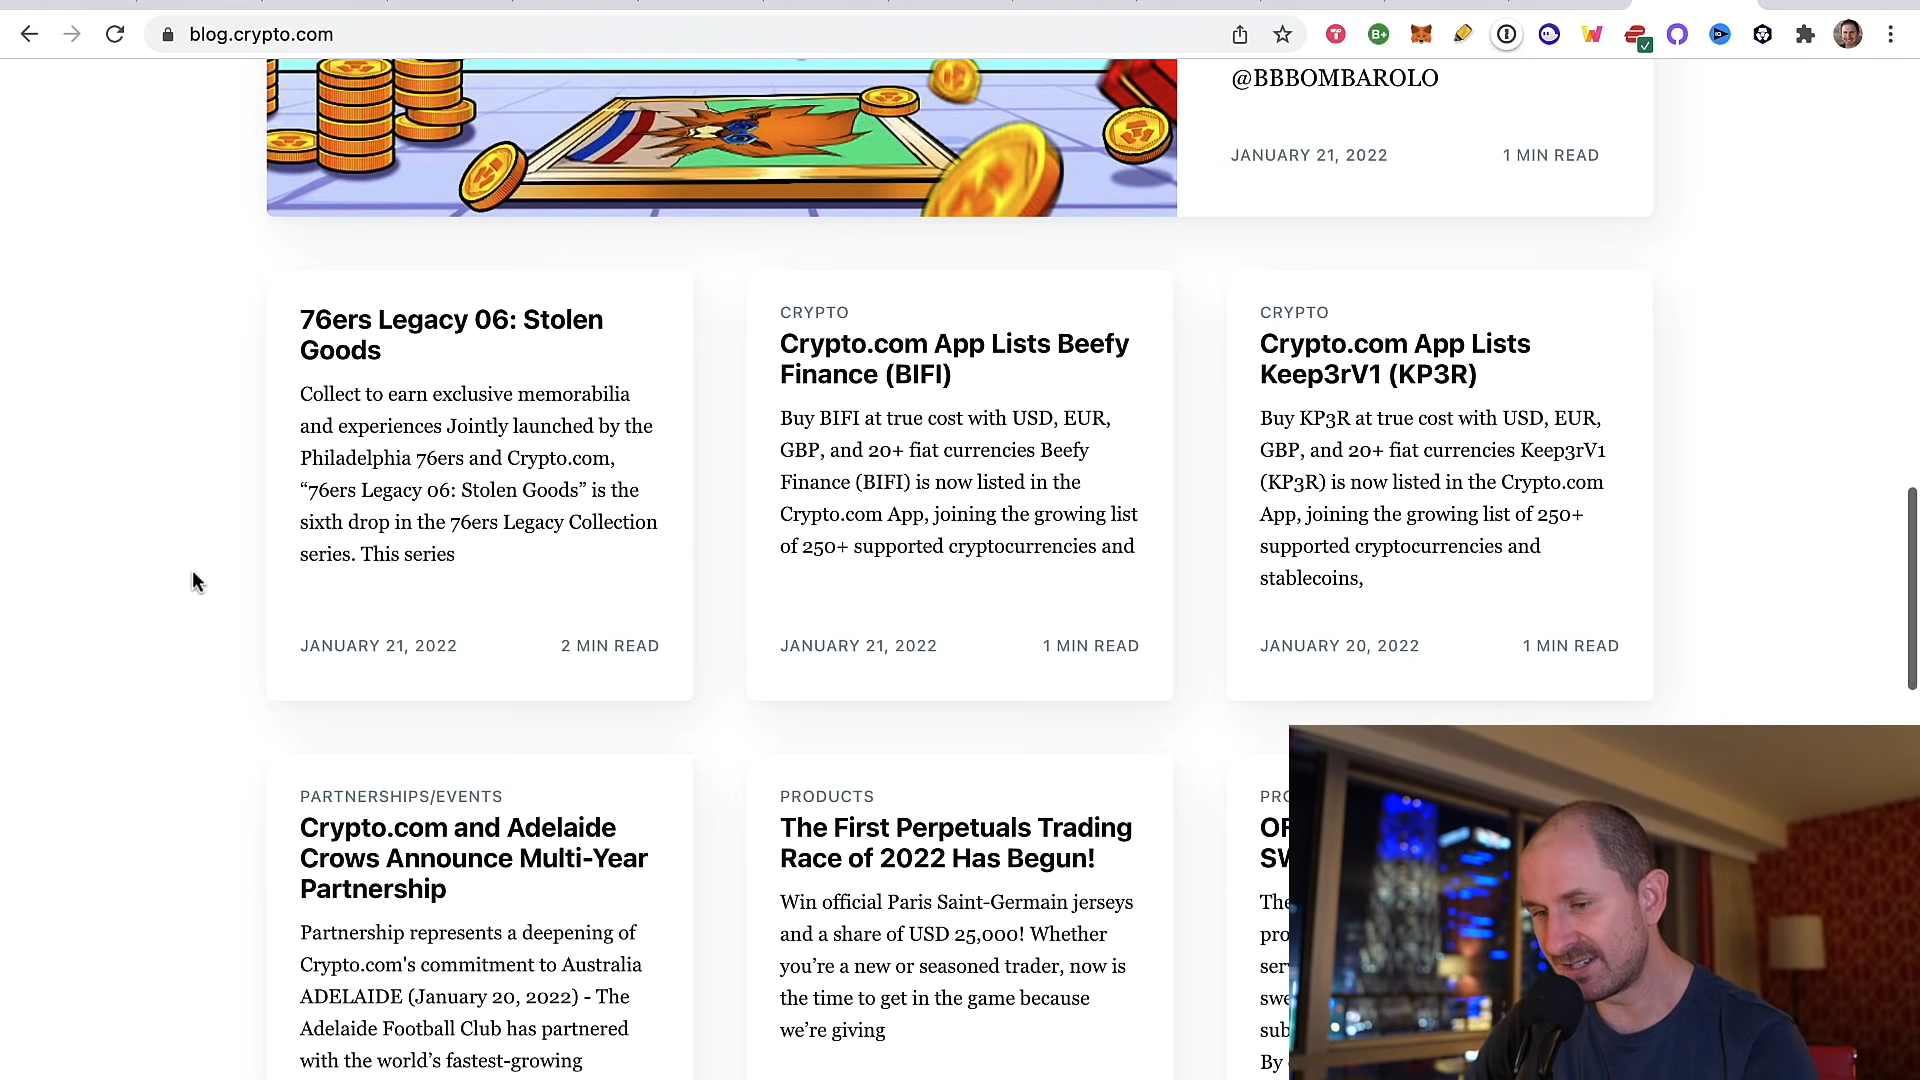 blog.crypto.com
@BBBOMBAROLO
JANUARY 21, 2022 1 MIN READ
76ers Legacy 06: Stolen
Goods
Collect to earn exclusive memorabilia
and experiences Jointly launched by the
Philadelphia 76ers and Crypto.com,
“76ers Legacy 06: Stolen Goods” is the
sixth drop in the 76ers Legacy Collection
series. This series
JANUARY 21, 2022 2 MIN READ
CRYPTO
Crypto.com App Lists Beefy
Finance (BIFI)
Buy BIFI at true cost with USD, EUR,
GBP, and 20+ fiat currencies Beefy
Finance (BIFI) is now listed in the
Crypto.com App, joining the growing list
of 250+ supported cryptocurrencies and
JANUARY 21, 2022 1 MIN READ
CRYPTO
Crypto.com App Lists
Keep3rV1 (KP3R)
Buy KP3R at true cost with USD, EUR,
GBP, and 20+ fiat currencies Keep3rV1
(KP3R) is now listed in the Crypto.com
App, joining the growing list of 250+
supported cryptocurrencies and
stablecoins,
JANUARY 20, 2022 1 MIN READ
PARTNERSHIPS/EVENTS
Crypto.com and Adelaide
Crows Announce Multi-Year
Partnership
Partnership represents a deepening of
Crypto.com's commitment to Australia
ADELAIDE (January 20, 2022) - The
Adelaide Football Club has partnered
with the world’s fastest-growing
PRODUCTS
The First Perpetuals Trading
Race of 2022 Has Begun!
Win official Paris Saint-Germain jerseys
and a share of USD 25,000! Whether
you’re a new or seasoned trader, now is
the time to get in the game because
we’re giving
The
By